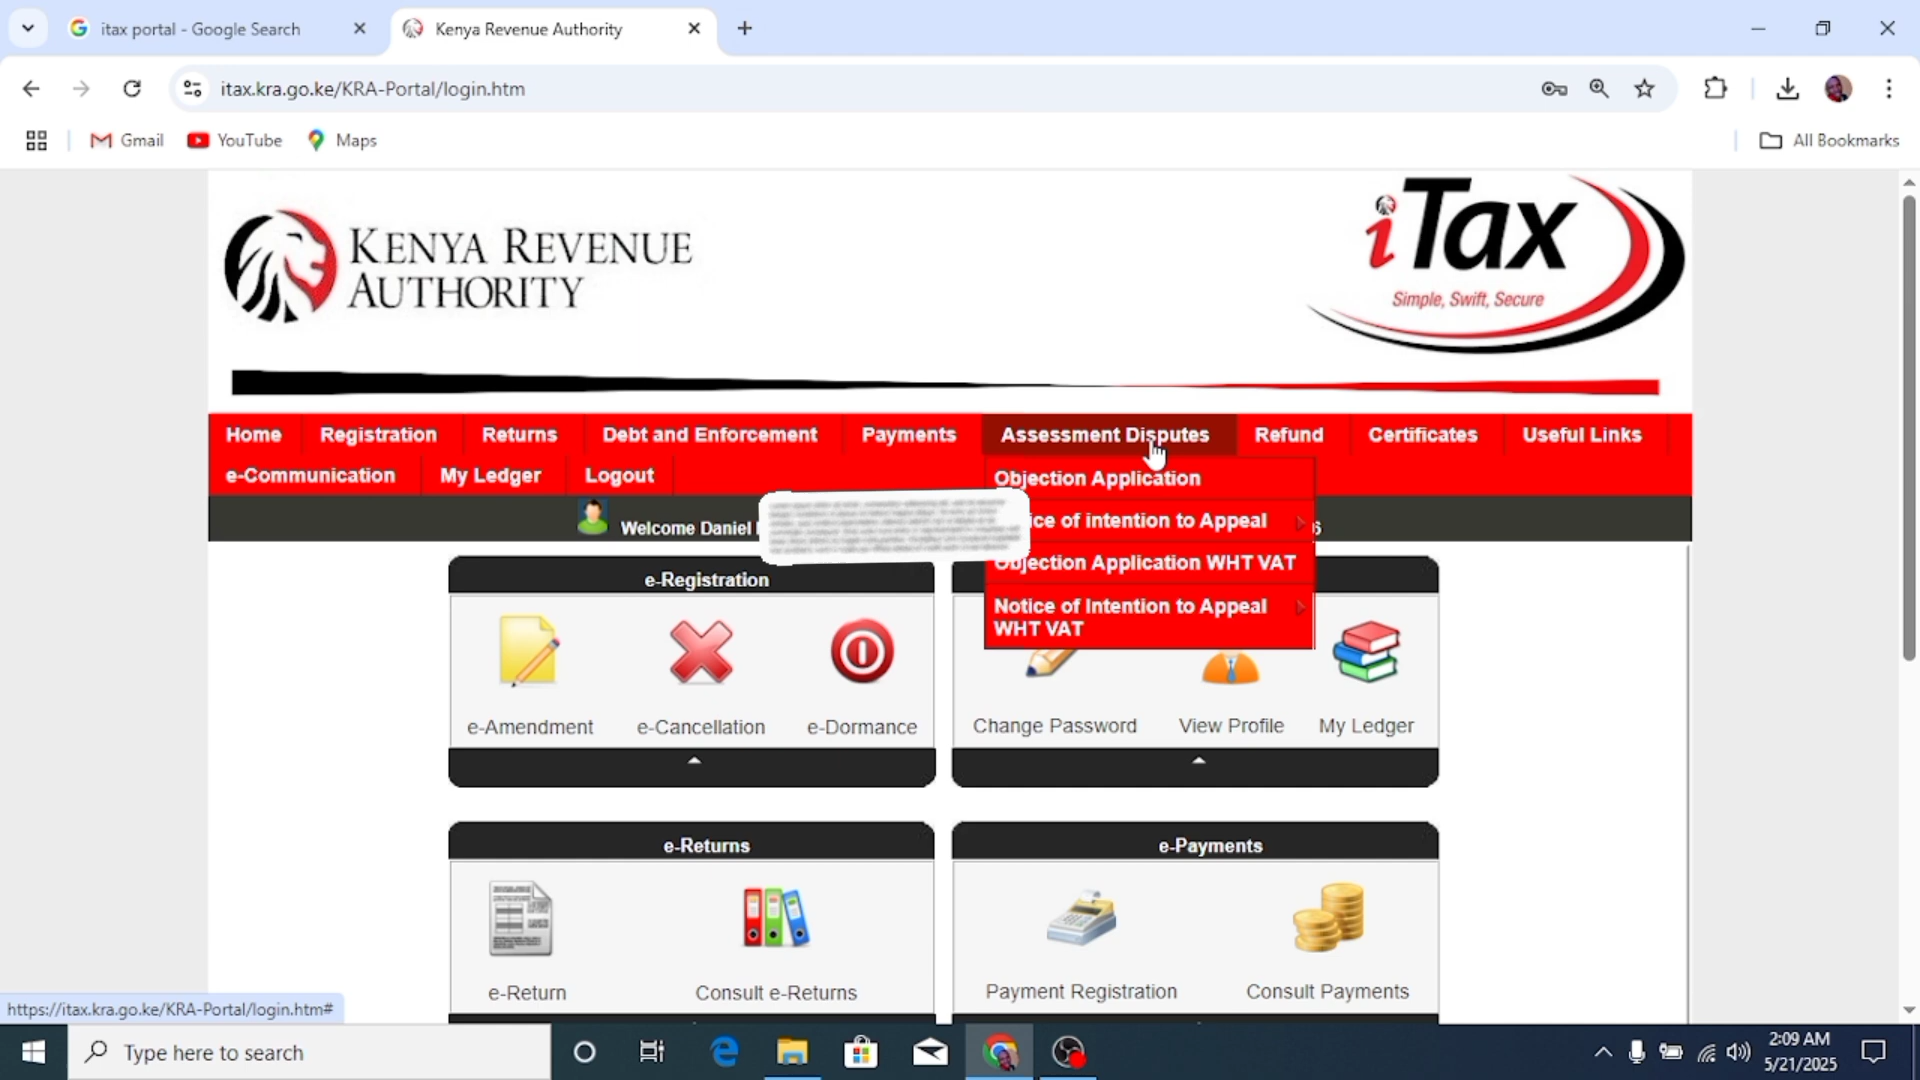 itax portal - Google Search
Kenya Revenue Authority
itax.kra.go.ke/KRA-Portal/login.htm
Gmail
YouTube
Maps
All Bookmarks
KENYA REVENUE
AUTHORITY
iTax
Simple, Swift, Secure
Home Registration Returns Debt and Enforcement Payments Assessment Disputes Refund Certificates Useful Links
e-Communication My Ledger Logout
Objection Application
ice of intention to Appeal
Objection Application WHT VAT
Notice of Intention to Appeal
WHT VAT
Welcome Daniel
6
e-Registration
e-Amendment e-Cancellation e-Dormance
Change Password View Profile My Ledger
e-Returns
e-Return Consult e-Returns
e-Payments
Payment Registration Consult Payments
https://itax.kra.go.ke/KRA-Portal/login.htm#
Type here to search
2:09 AM
5/21/2025